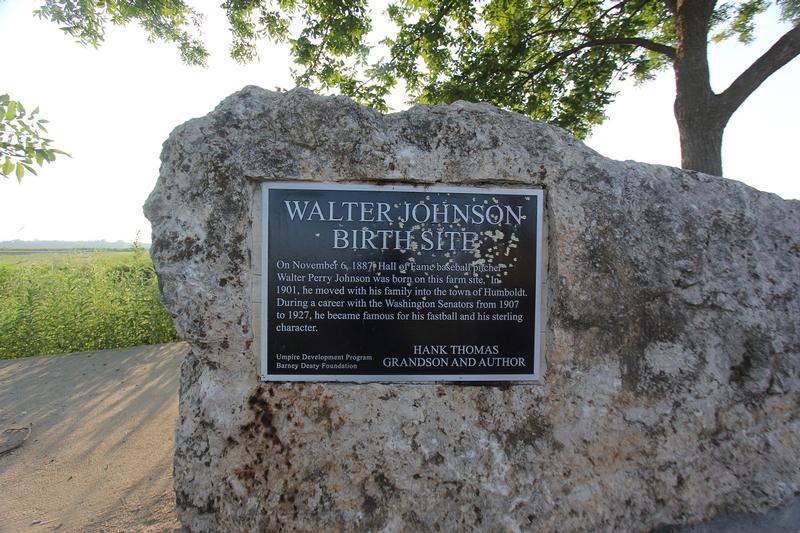 WALTER JOHNSON
BIRTH SITE
On November 6, 1887, Hall of Fame baseball pitcher
Walter Perry Johnson was born on this farm site. In
1901, he moved with his family into the town of Humboldt.
During a career with the Washington Senators from 1907
to 1927, he became famous for his fastball and his sterling
character.
Umpire Development Program
Barney Deary Foundation
HANK THOMAS
GRANDSON AND AUTHOR